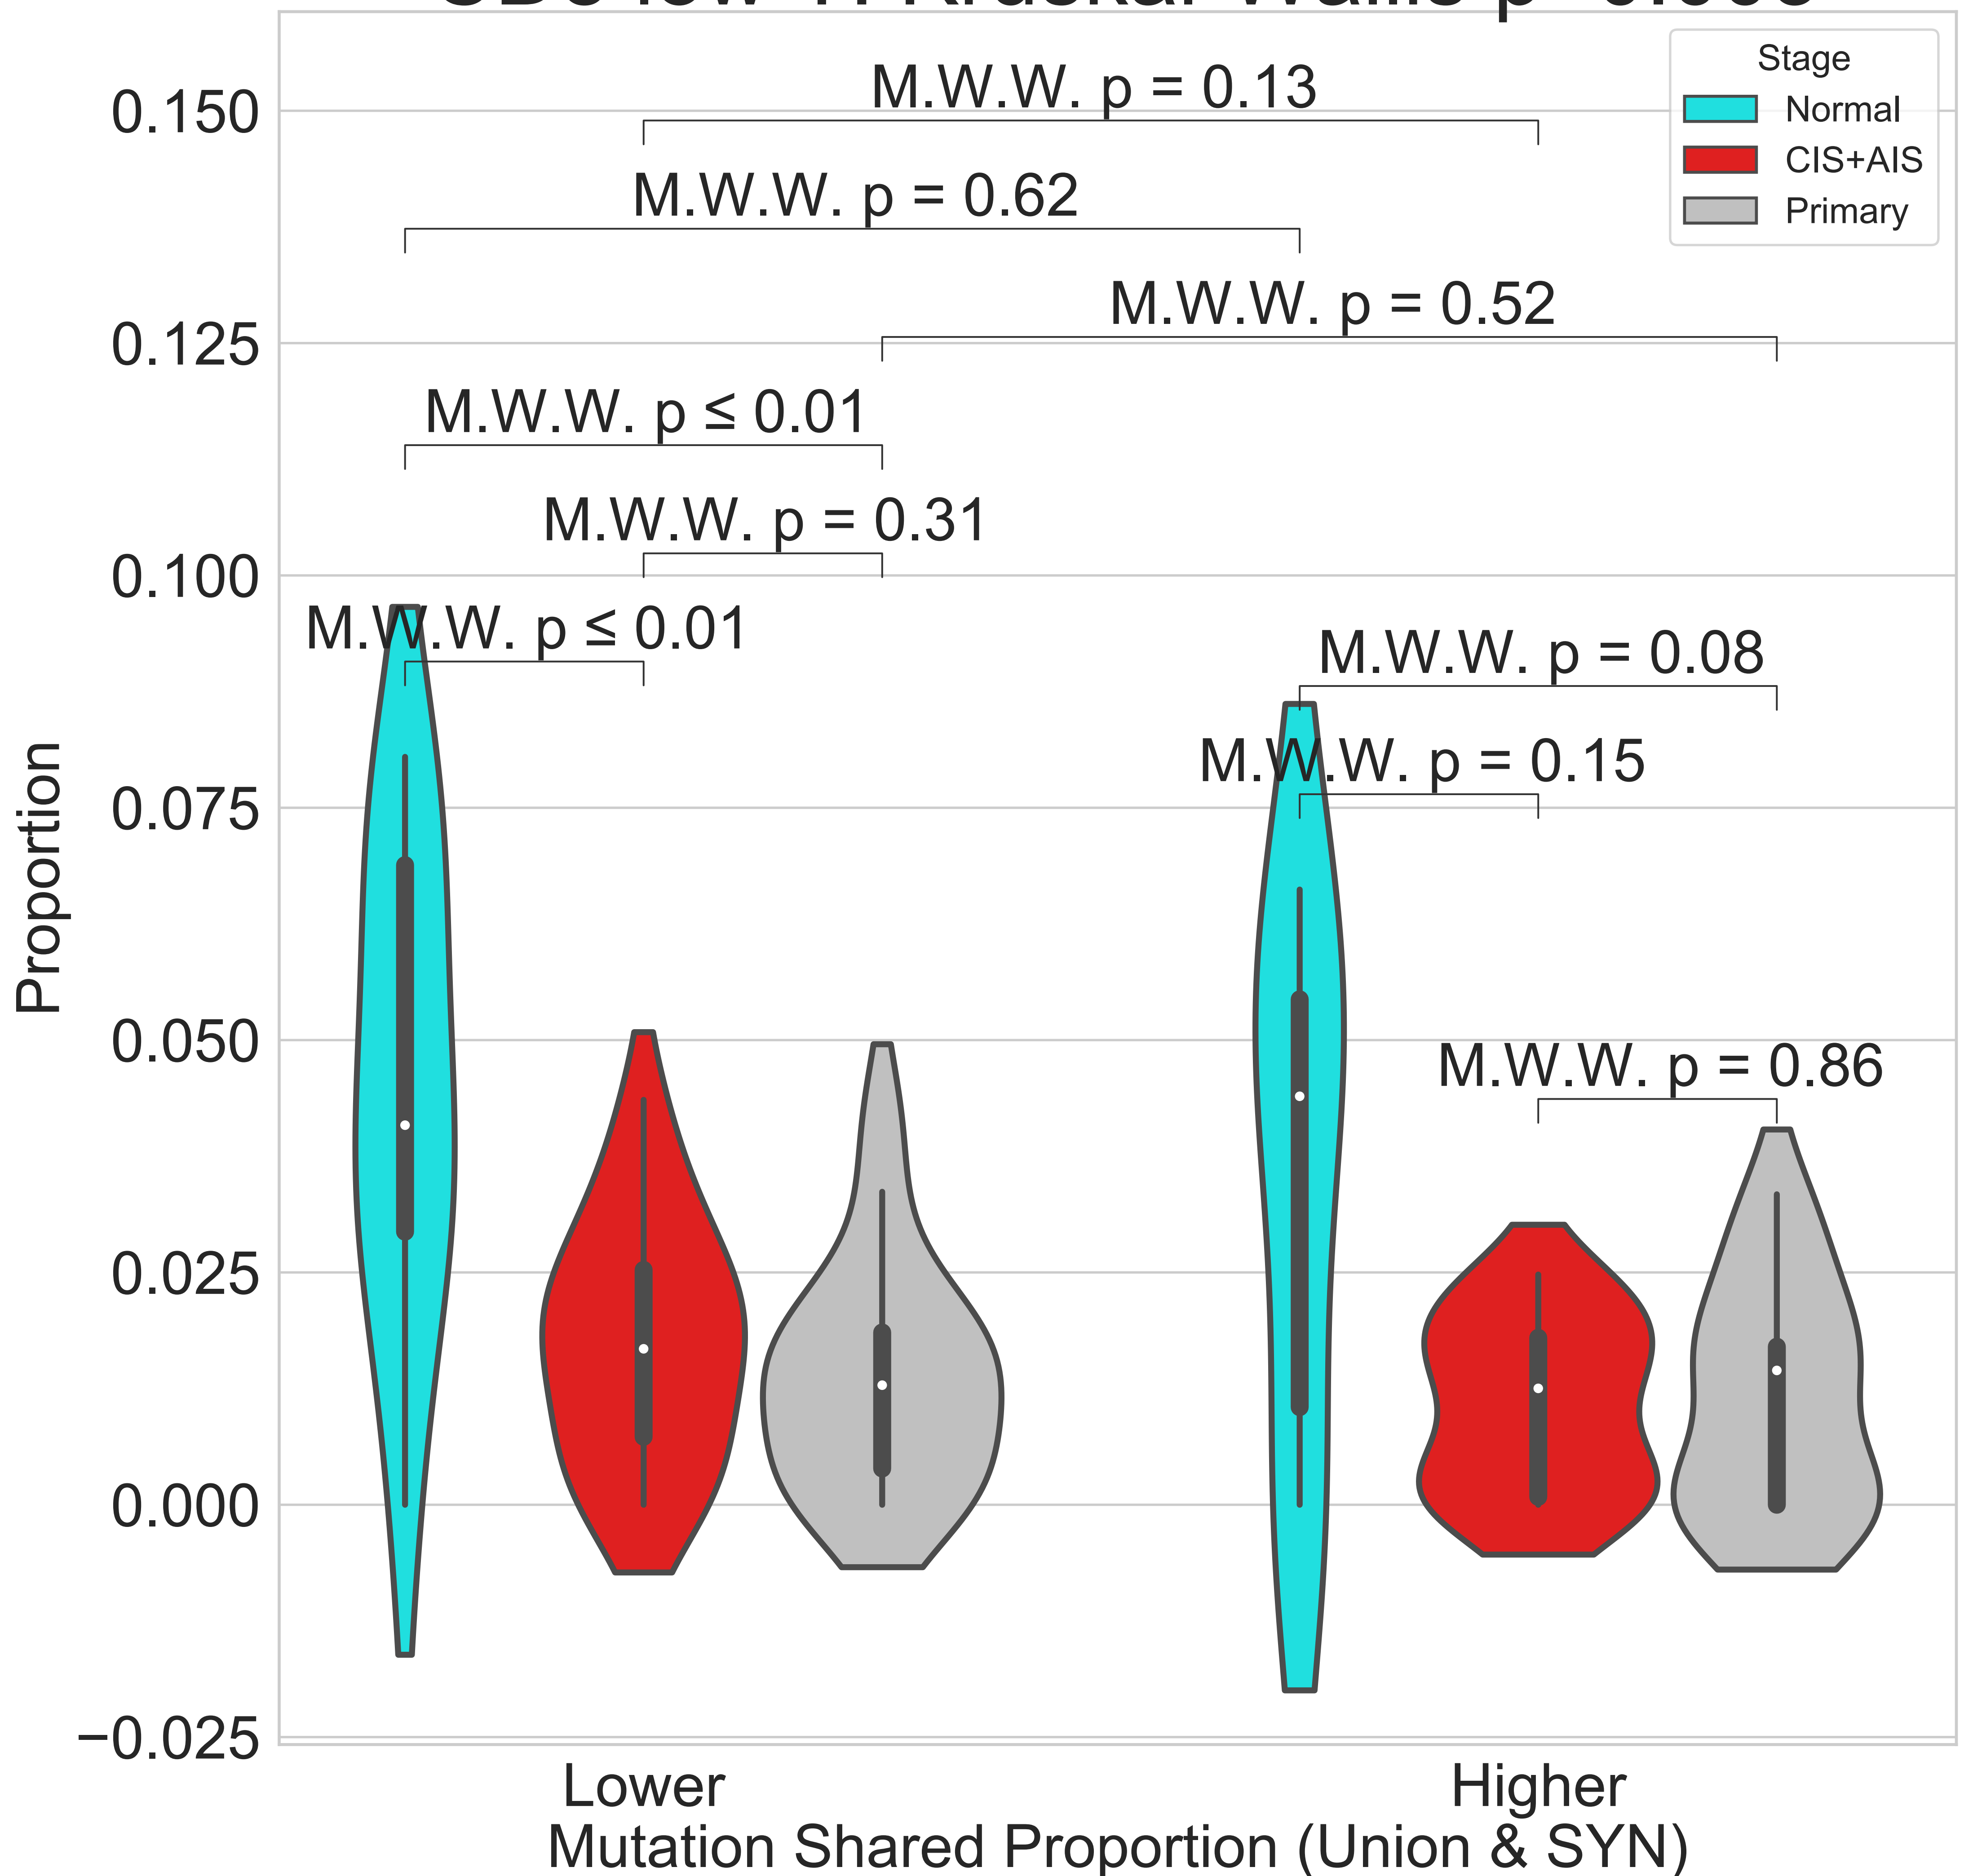 Stage
Normal
CIS+AIS
Primary
M.W.W. p = 0.13
M.W.W. p = 0.62
M.W.W. p = 0.52
M.W.W. p ≤ 0.01
M.W.W. p = 0.31
M.W.W. p ≤ 0.01
M.W.W. p = 0.08
M.W.W. p = 0.15
M.W.W. p = 0.86
0.150
0.125
0.100
0.075
0.050
0.025
0.000
−0.025
Proportion
Lower
Higher
Mutation Shared Proportion (Union & SYN)